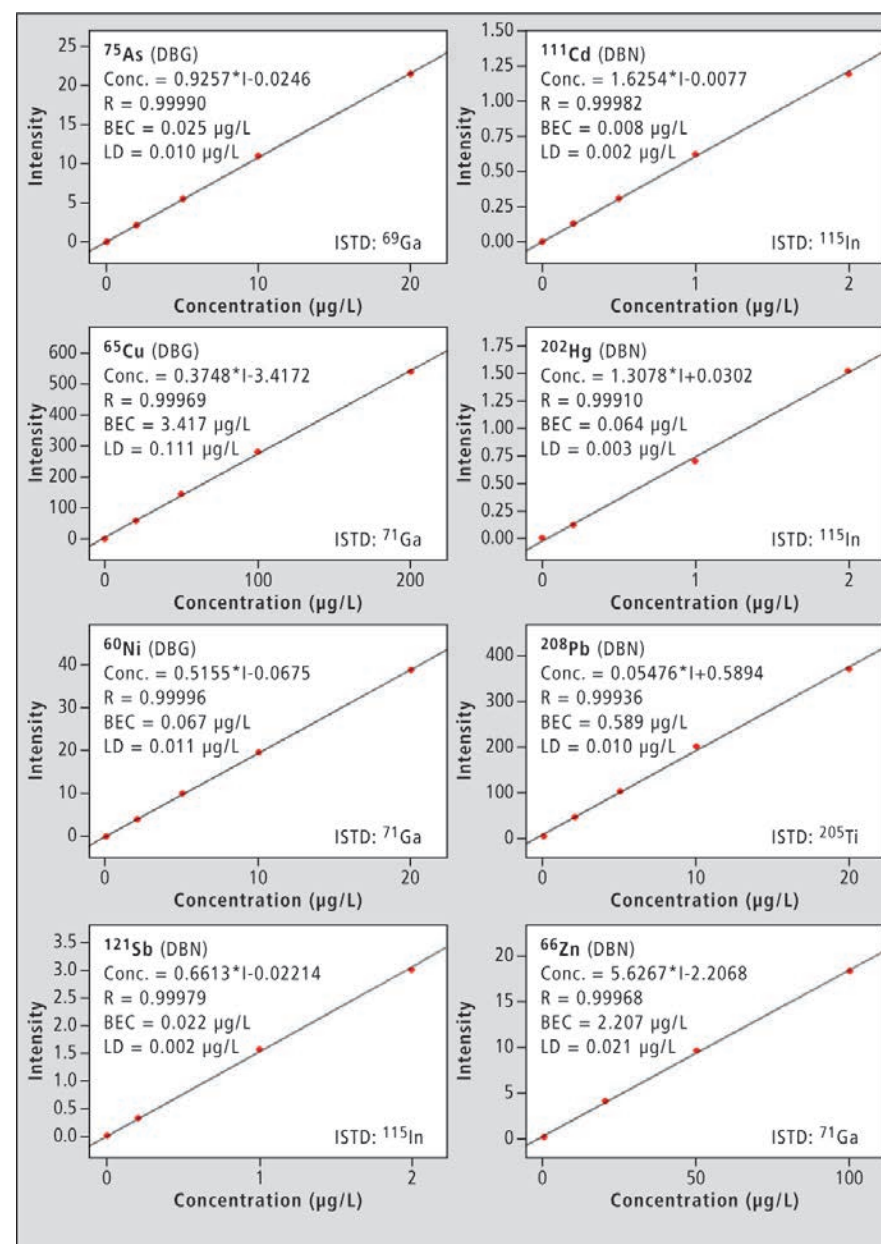 ⁷⁵As (DBG)
Conc. = 0.9257*I-0.0246
R = 0.99990
BEC = 0.025 µg/L
LD = 0.010 µg/L
ISTD: ⁶⁹Ga
Intensity
25
20
15
10
5
0
0 10 20
Concentration (µg/L)
¹¹¹Cd (DBN)
Conc. = 1.6254*I-0.0077
R = 0.99982
BEC = 0.008 µg/L
LD = 0.002 µg/L
ISTD: ¹¹⁵In
Intensity
1.50
1.25
1.00
0.75
0.50
0.25
0.00
0 1 2
Concentration (µg/L)
⁶⁵Cu (DBG)
Conc. = 0.3748*I-3.4172
R = 0.99969
BEC = 3.417 µg/L
LD = 0.111 µg/L
ISTD: ⁷¹Ga
Intensity
600
500
400
300
200
100
0
0 100 200
Concentration (µg/L)
²⁰²Hg (DBN)
Conc. = 1.3078*I+0.0302
R = 0.99910
BEC = 0.064 µg/L
LD = 0.003 µg/L
ISTD: ¹¹⁵In
Intensity
1.75
1.50
1.25
1.00
0.75
0.50
0.25
0.00
0 1 2
Concentration (µg/L)
⁶⁰Ni (DBG)
Conc. = 0.5155*I-0.0675
R = 0.99996
BEC = 0.067 µg/L
LD = 0.011 µg/L
ISTD: ⁷¹Ga
Intensity
40
30
20
10
0
0 10 20
Concentration (µg/L)
²⁰⁸Pb (DBN)
Conc. = 0.05476*I+0.5894
R = 0.99936
BEC = 0.589 µg/L
LD = 0.010 µg/L
ISTD: ²⁰⁵Ti
Intensity
400
300
200
100
0
0 10 20
Concentration (µg/L)
¹²¹Sb (DBN)
Conc. = 0.6613*I-0.02214
R = 0.99979
BEC = 0.022 µg/L
LD = 0.002 µg/L
ISTD: ¹¹⁵In
Intensity
3.5
3.0
2.5
2.0
1.5
1.0
0.5
0.0
0 1 2
Concentration (µg/L)
⁶⁶Zn (DBN)
Conc. = 5.6267*I-2.2068
R = 0.99968
BEC = 2.207 µg/L
LD = 0.021 µg/L
ISTD: ⁷¹Ga
Intensity
20
15
10
5
0
0 50 100
Concentration (µg/L)